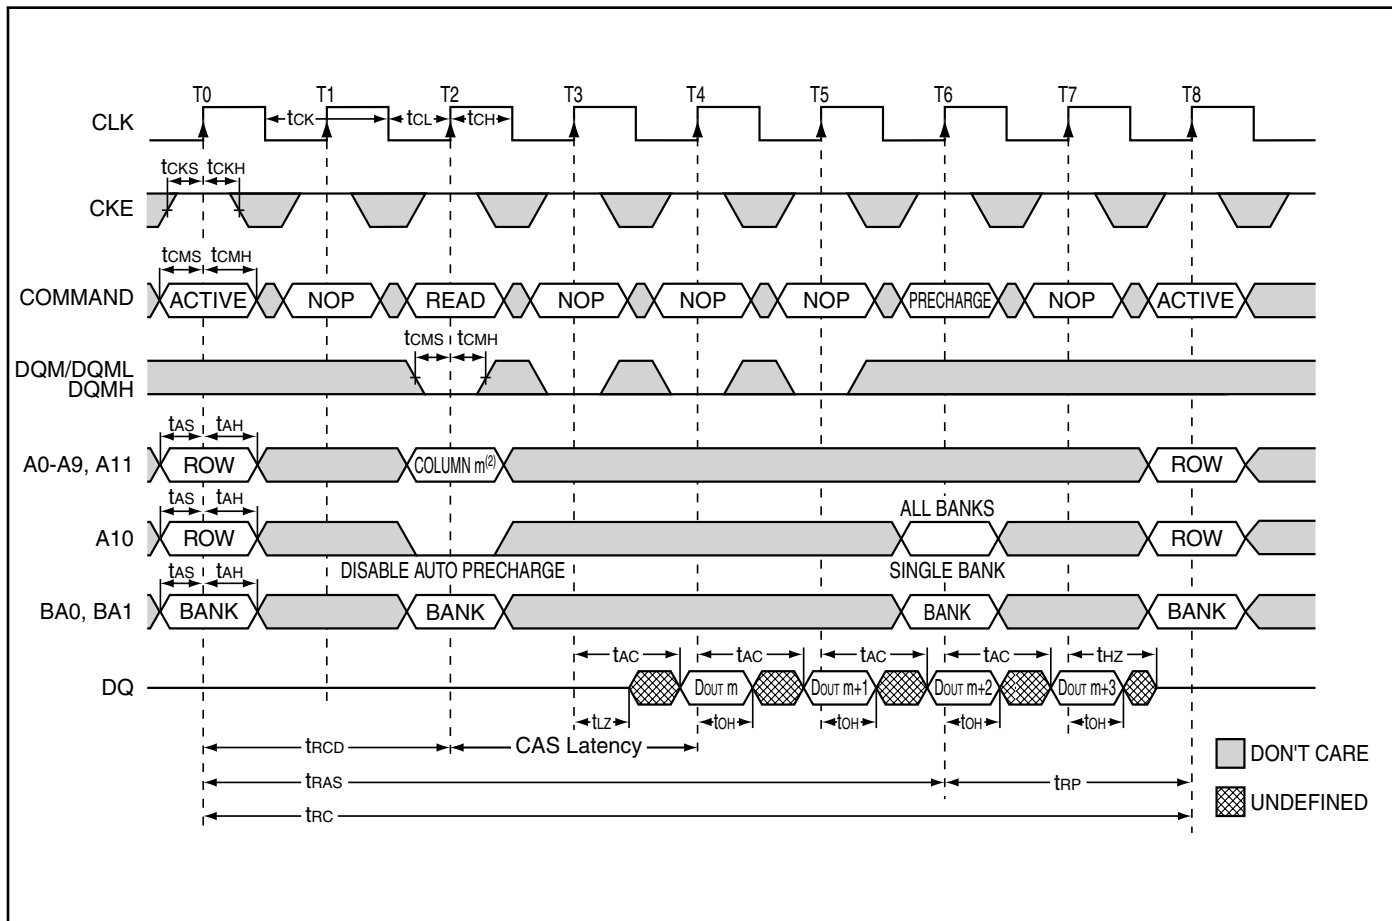 T0 T1 T2 T3 T4 T5 T6 T7 T8
CLK
tCK tCL tCH
tCKS tCKH
CKE
tCMS tCMH
COMMAND
ACTIVE NOP READ NOP NOP NOP PRECHARGE NOP ACTIVE
tCMS tCMH
DQM/DQML
DQMH
tAS tAH
A0-A9, A11
ROW COLUMN m(2) ROW
tAS tAH
ALL BANKS
A10
ROW ROW
DISABLE AUTO PRECHARGE SINGLE BANK
tAS tAH
BA0, BA1
BANK BANK BANK BANK
tAC tAC tAC tAC tHZ
DQ
DOUT m DOUT m+1 DOUT m+2 DOUT m+3
tLZ tOH tOH tOH tOH
tRCD CAS Latency
DON'T CARE
tRAS tRP
UNDEFINED
tRC